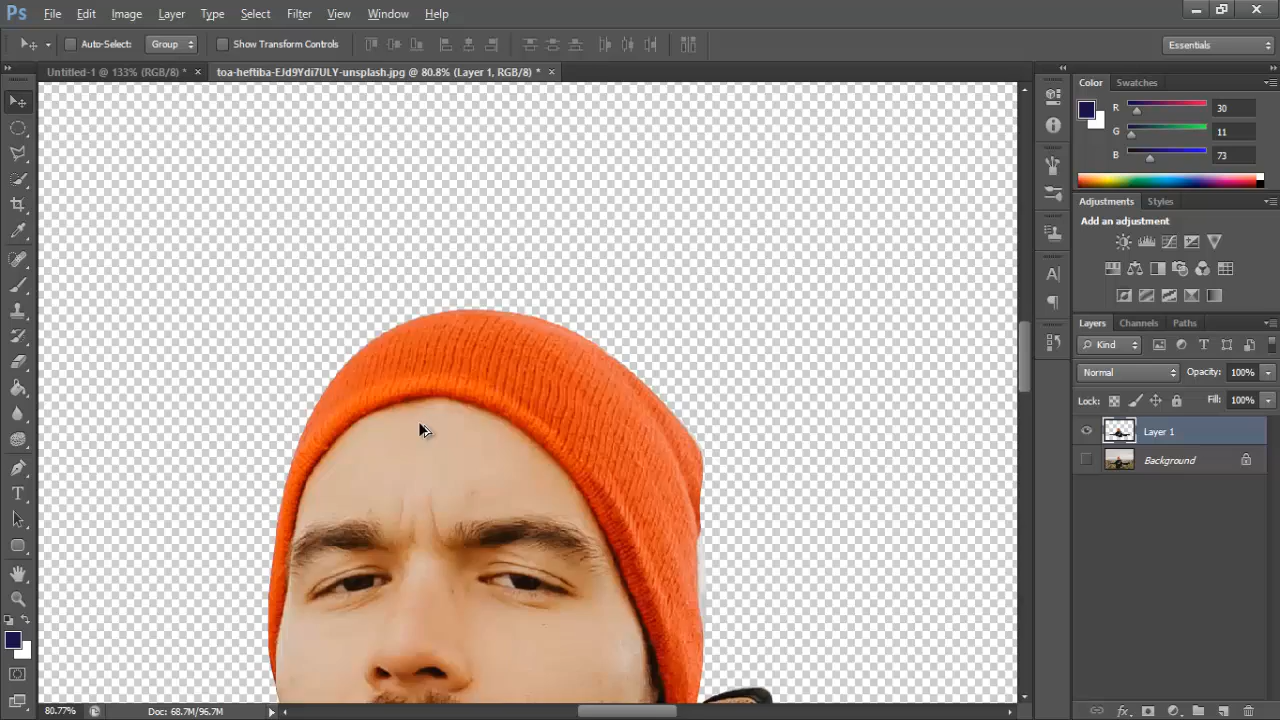 Ps File Edit Image Layer Type Select Filter View Window Help
Auto-Select: Group Show Transform Controls Essentials
Untitled-1 @ 133% (RGB/8) * × toa-heftiba-EJd9Ydi7ULY-unsplash.jpg @ 80.8% (Layer 1, RGB/8) * ×
Color Swatches
R 30
G 11
B 73
Adjustments Styles
Add an adjustment
Layers Channels Paths
Kind
Normal Opacity: 100%
Lock: Fill: 100%
Layer 1
Background
80.77% Doc: 68.7M/96.7M